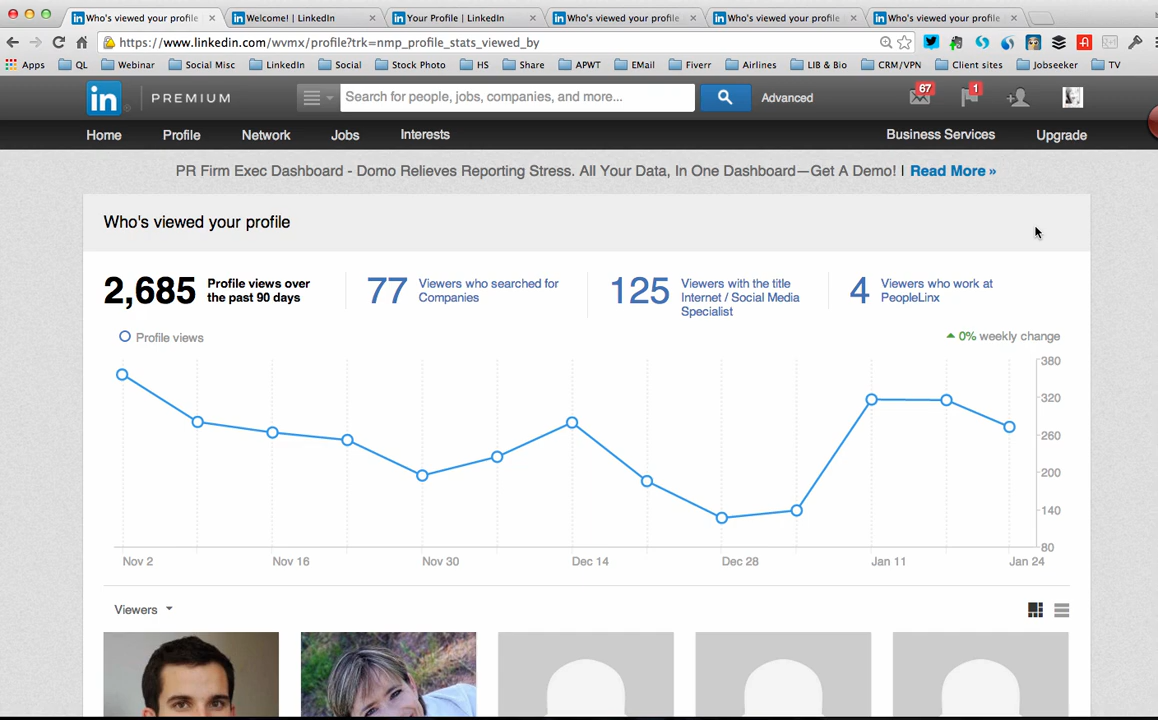 Who's viewed your profile
Welcome! | LinkedIn
Your Profile | LinkedIn
Who's viewed your profile
Who's viewed your profile
Who's viewed your profile
https://www.linkedin.com/wvmx/profile?trk=nmp_profile_stats_viewed_by
Apps QL Webinar Social Misc LinkedIn Social Stock Photo HS Share APWT EMail Fiverr Airlines LIB & Bio CRM/VPN Client sites Jobseeker TV
in PREMIUM Search for people, jobs, companies, and more... Advanced 67 1
Home Profile Network Jobs Interests Business Services Upgrade
PR Firm Exec Dashboard - Domo Relieves Reporting Stress. All Your Data, In One Dashboard—Get A Demo! | Read More »
Who's viewed your profile
2,685 Profile views over
the past 90 days
77 Viewers who searched for
Companies
125 Viewers with the title
Internet / Social Media
Specialist
4 Viewers who work at
PeopleLinx
Profile views
0% weekly change
380
320
260
200
140
80
Nov 2 Nov 16 Nov 30 Dec 14 Dec 28 Jan 11 Jan 24
Viewers